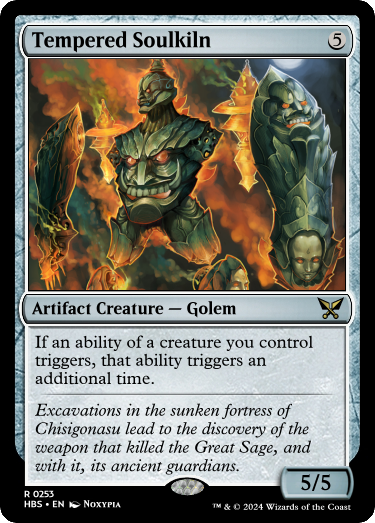 Tempered Soulkiln 5
Artifact Creature — Golem
If an ability of a creature you control
triggers, that ability triggers an
additional time.
Excavations in the sunken fortress of
Chisigonasu lead to the discovery of the
weapon that killed the Great Sage, and
with it, its ancient guardians.
5/5
R 0253
HBS • EN Noxypia
™ & © 2024 Wizards of the Coast